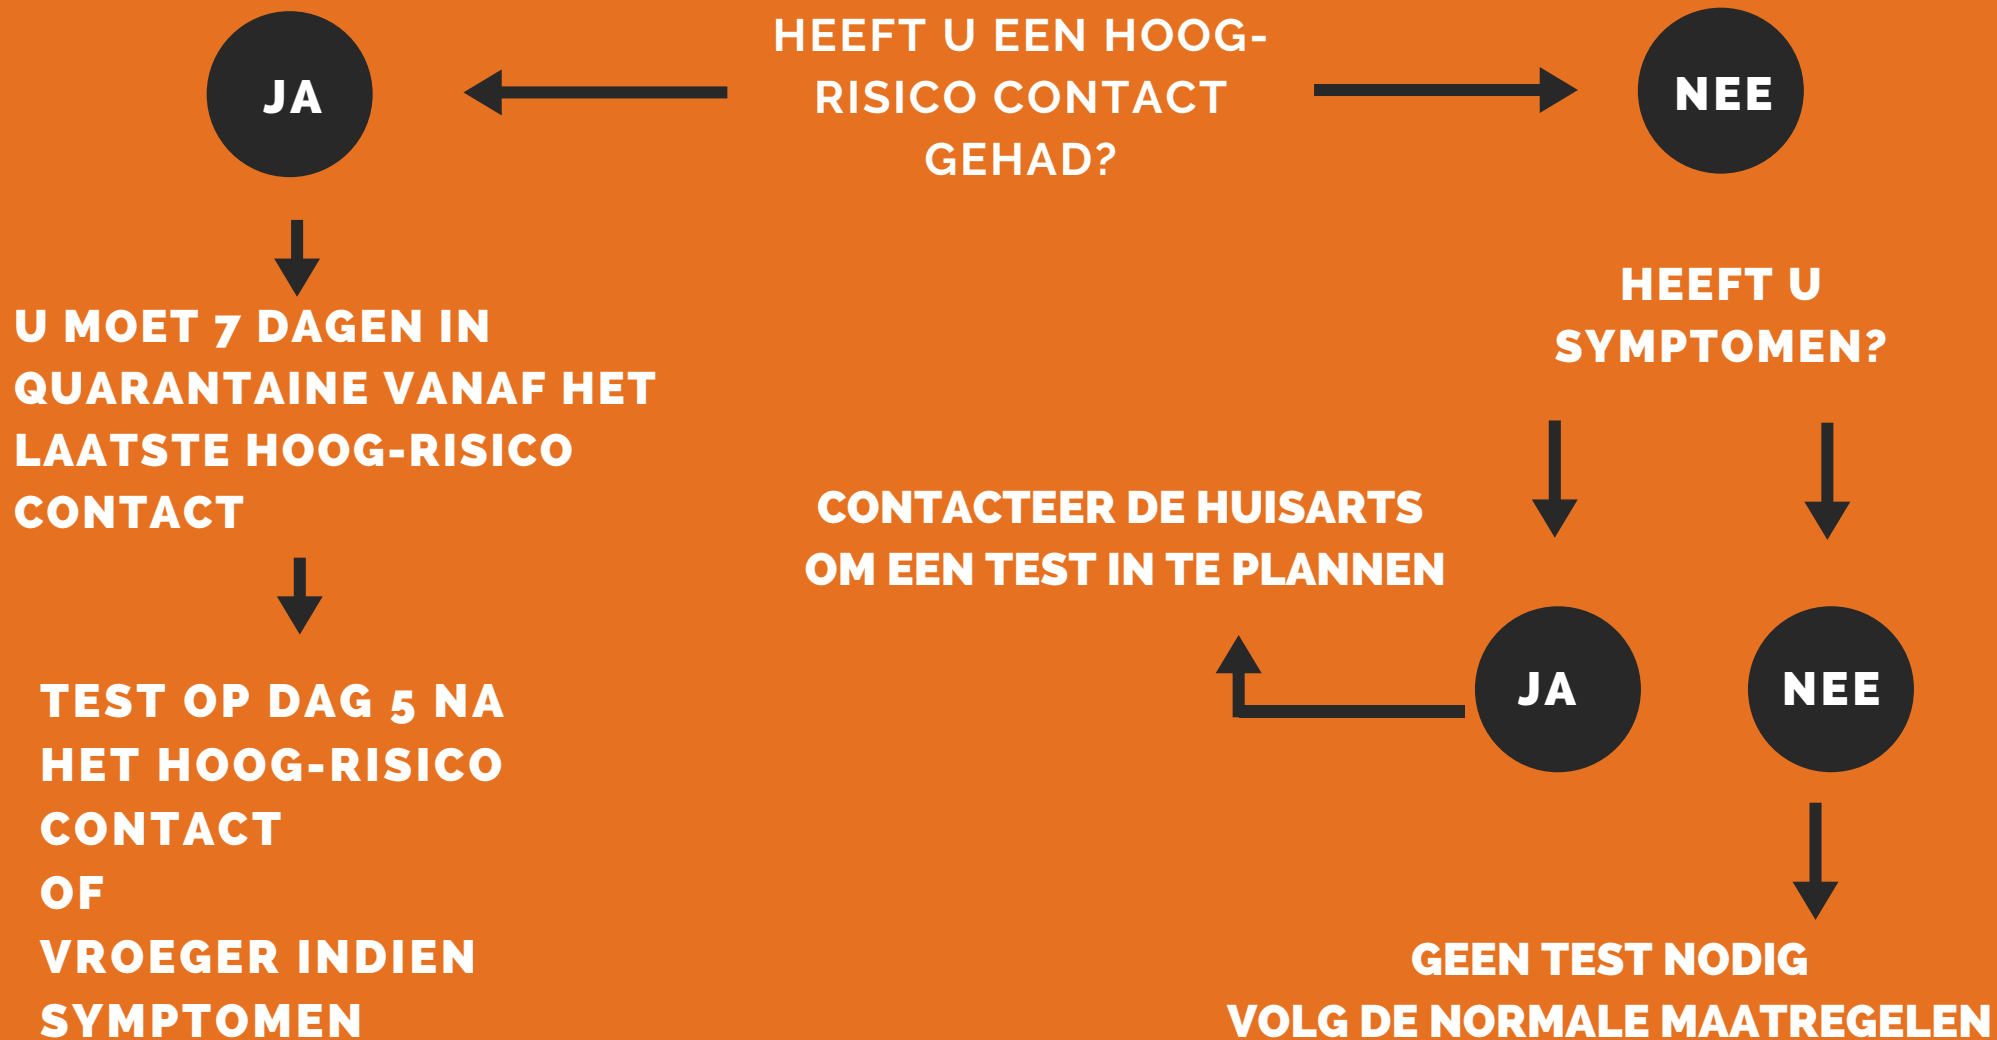 HEEFT U EEN HOOG-
RISICO CONTACT
GEHAD?
JA
NEE
U MOET 7 DAGEN IN
QUARANTAINE VANAF HET
LAATSTE HOOG-RISICO
CONTACT
TEST OP DAG 5 NA
HET HOOG-RISICO
CONTACT
OF
VROEGER INDIEN
SYMPTOMEN
HEEFT U
SYMPTOMEN?
JA
NEE
CONTACTEER DE HUISARTS
OM EEN TEST IN TE PLANNEN
GEEN TEST NODIG
VOLG DE NORMALE MAATREGELEN